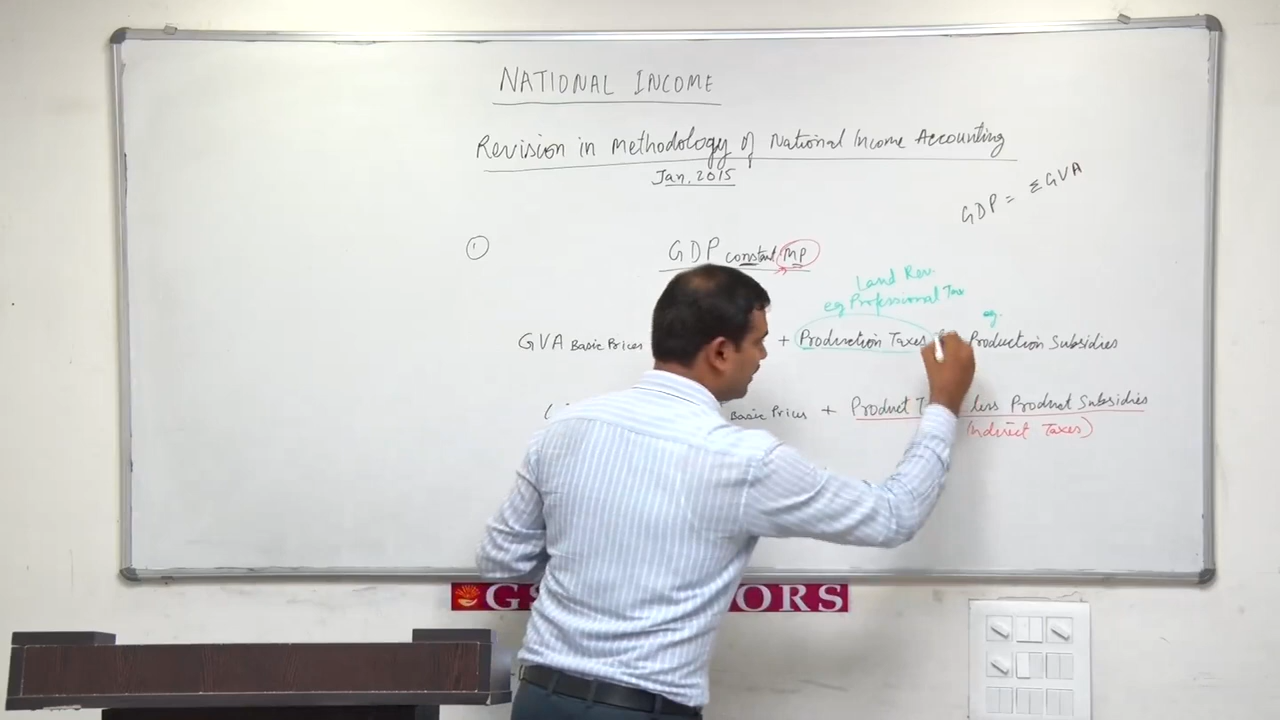 NATIONAL INCOME
Revision in Methodology of National Income Accounting
Jan. 2015
GDP = ΣGVA
① GDP constant MP
Land Rev.
eg Professional Tax
eg.
GVA Basic Prices + Production Taxes Production Subsidies
Basic Prices + Product less Product Subsidies
(Indirect Taxes)
GS ORS